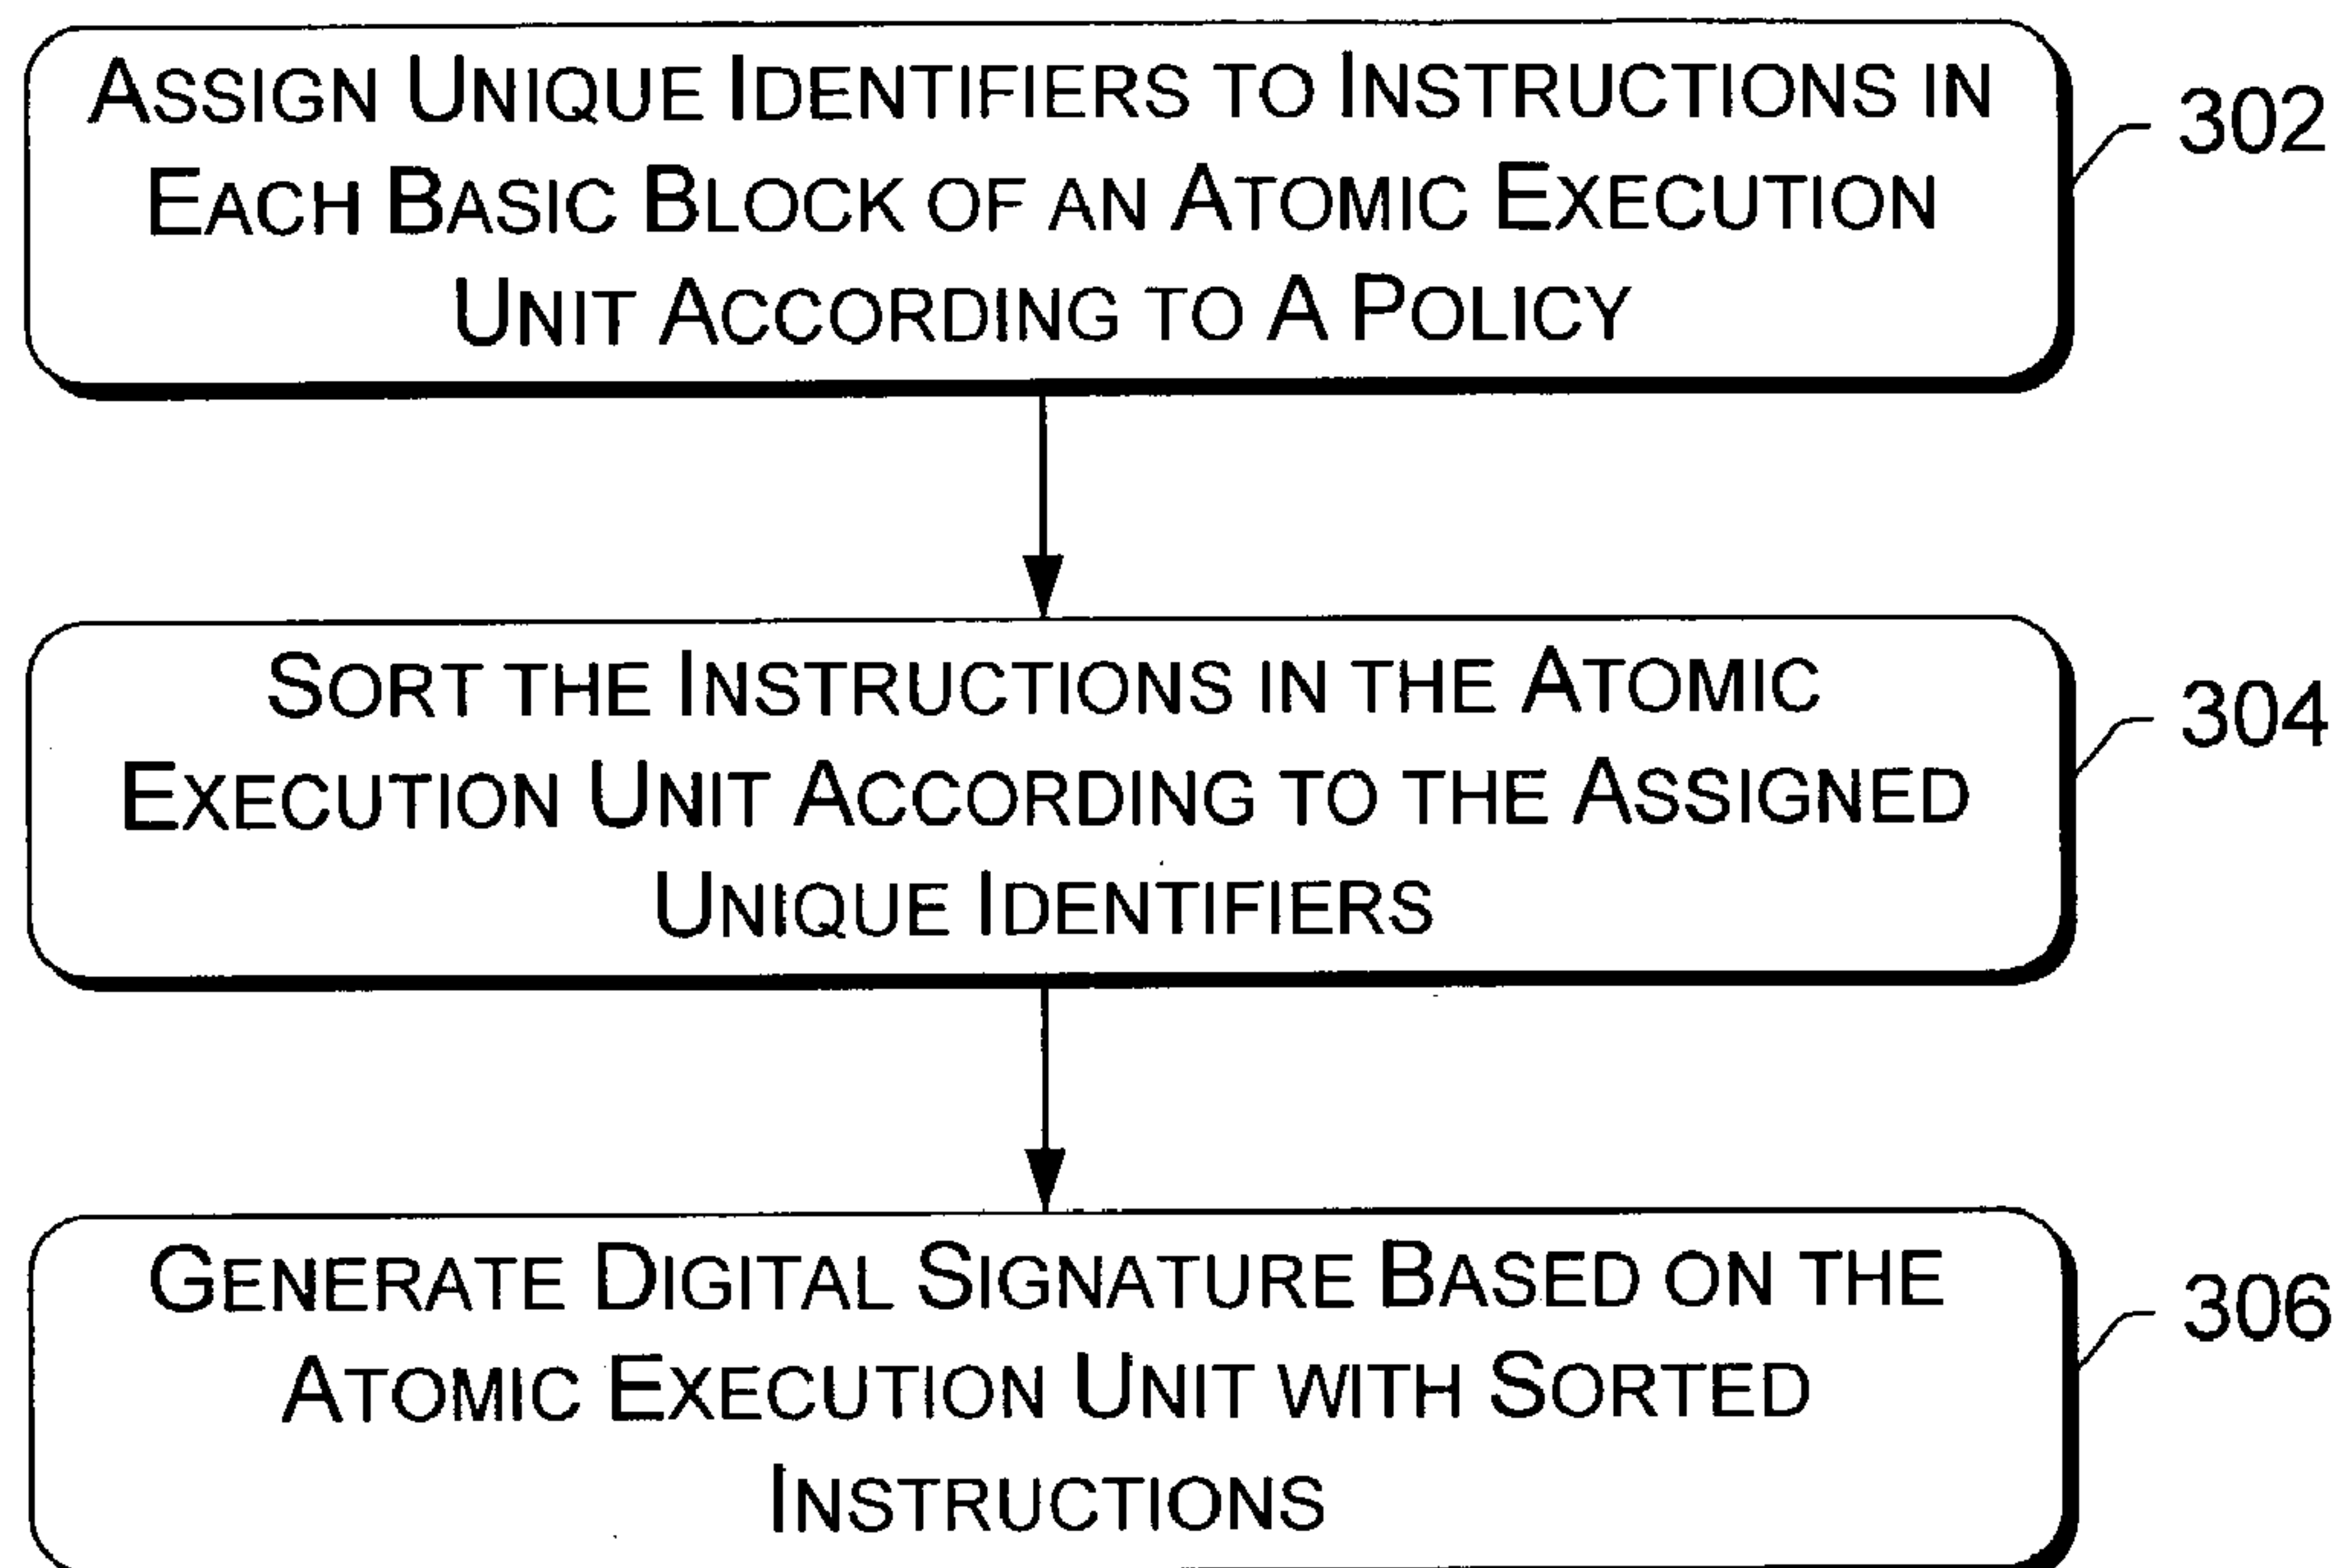 ASSIGN UNIQUE IDENTIFIERS TO INSTRUCTIONS IN
EACH BASIC BLOCK OF AN ATOMIC EXECUTION
UNIT ACCORDING TO A POLICY
302
SORT THE INSTRUCTIONS IN THE ATOMIC
EXECUTION UNIT ACCORDING TO THE ASSIGNED
UNIQUE IDENTIFIERS
304
GENERATE DIGITAL SIGNATURE BASED ON THE
ATOMIC EXECUTION UNIT WITH SORTED
INSTRUCTIONS
306